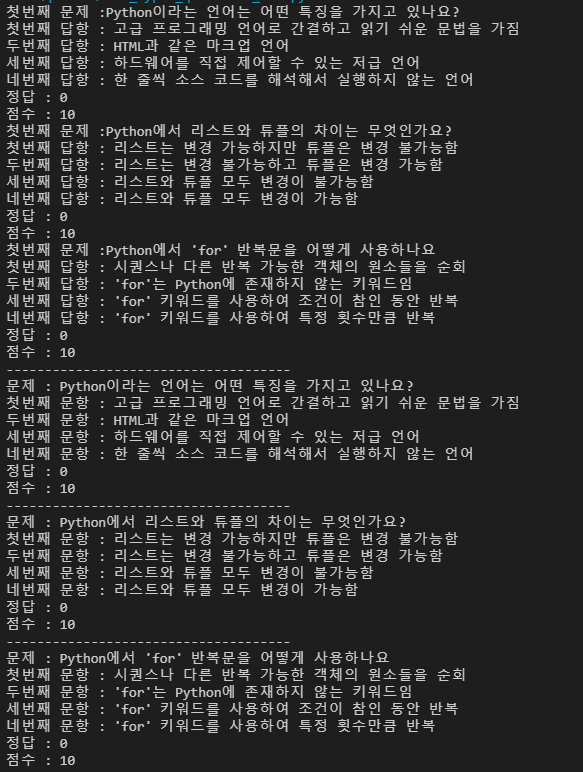 첫번째 문제 :Python이라는 언어는 어떤 특징을 가지고 있나요?
첫번째 답항 : 고급 프로그래밍 언어로 간결하고 읽기 쉬운 문법을 가짐
두번째 답항 : HTML과 같은 마크업 언어
세번째 답항 : 하드웨어를 직접 제어할 수 있는 저급 언어
네번째 답항 : 한 줄씩 소스 코드를 해석해서 실행하지 않는 언어
정답 : 0
점수 : 10
첫번째 문제 :Python에서 리스트와 튜플의 차이는 무엇인가요?
첫번째 답항 : 리스트는 변경 가능하지만 튜플은 변경 불가능함
두번째 답항 : 리스트는 변경 불가능하고 튜플은 변경 가능함
세번째 답항 : 리스트와 튜플 모두 변경이 불가능함
네번째 답항 : 리스트와 튜플 모두 변경이 가능함
정답 : 0
점수 : 10
첫번째 문제 :Python에서 'for' 반복문을 어떻게 사용하나요
첫번째 답항 : 시퀀스나 다른 반복 가능한 객체의 원소들을 순회
두번째 답항 : 'for'는 Python에 존재하지 않는 키워드임
세번째 답항 : 'for' 키워드를 사용하여 조건이 참인 동안 반복
네번째 답항 : 'for' 키워드를 사용하여 특정 횟수만큼 반복
정답 : 0
점수 : 10
-------------------------------------
문제 : Python이라는 언어는 어떤 특징을 가지고 있나요?
첫번째 문항 : 고급 프로그래밍 언어로 간결하고 읽기 쉬운 문법을 가짐
두번째 문항 : HTML과 같은 마크업 언어
세번째 문항 : 하드웨어를 직접 제어할 수 있는 저급 언어
네번째 문항 : 한 줄씩 소스 코드를 해석해서 실행하지 않는 언어
정답 : 0
점수 : 10
-------------------------------------
문제 : Python에서 리스트와 튜플의 차이는 무엇인가요?
첫번째 문항 : 리스트는 변경 가능하지만 튜플은 변경 불가능함
두번째 문항 : 리스트는 변경 불가능하고 튜플은 변경 가능함
세번째 문항 : 리스트와 튜플 모두 변경이 불가능함
네번째 문항 : 리스트와 튜플 모두 변경이 가능함
정답 : 0
점수 : 10
-------------------------------------
문제 : Python에서 'for' 반복문을 어떻게 사용하나요
첫번째 문항 : 시퀀스나 다른 반복 가능한 객체의 원소들을 순회
두번째 문항 : 'for'는 Python에 존재하지 않는 키워드임
세번째 문항 : 'for' 키워드를 사용하여 조건이 참인 동안 반복
네번째 문항 : 'for' 키워드를 사용하여 특정 횟수만큼 반복
정답 : 0
점수 : 10